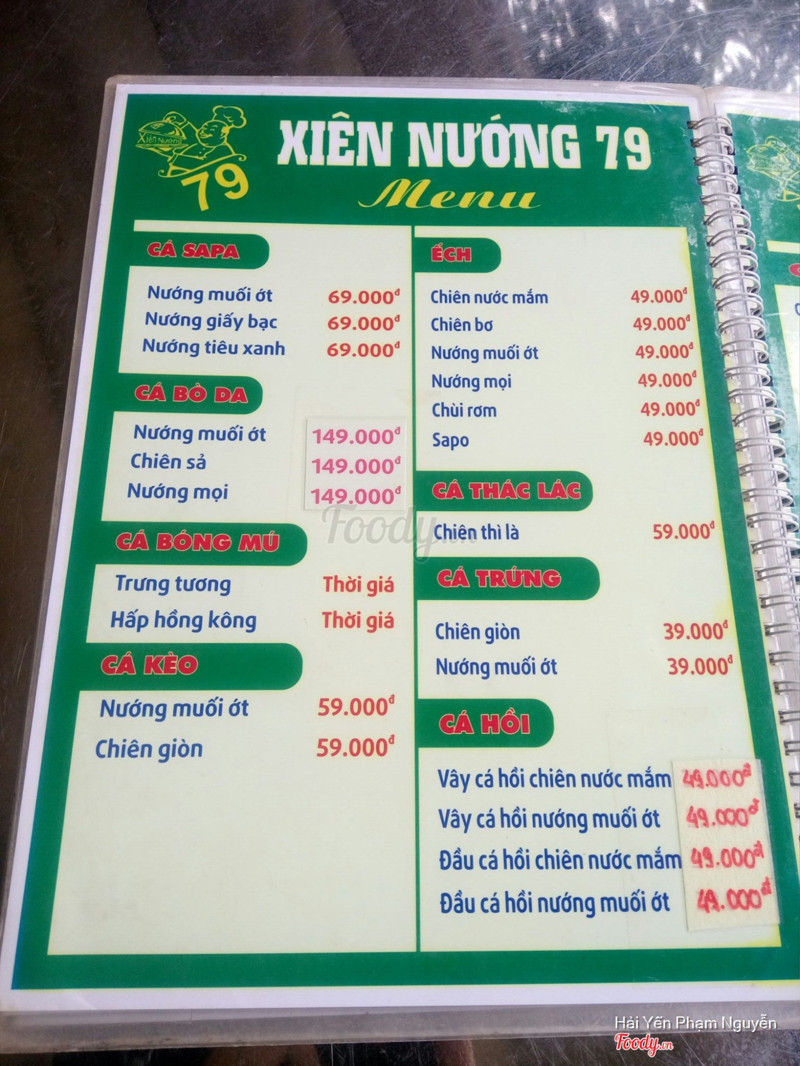 Xiên Nướng
79
XIÊN NƯỚNG 79
Menu
CÁ SAPA
Nướng muối ớt 69.000đ
Nướng giấy bạc 69.000đ
Nướng tiêu xanh 69.000đ
CÁ BÒ DA
Nướng muối ớt 149.000đ
Chiên sả 149.000đ
Nướng mọi 149.000đ
CÁ BÓNG MÚ
Trưng tương Thời giá
Hấp hồng kông Thời giá
CÁ KÈO
Nướng muối ớt 59.000đ
Chiên giòn 59.000đ
ẾCH
Chiên nước mắm 49.000đ
Chiên bơ 49.000đ
Nướng muối ớt 49.000đ
Nướng mọi 49.000đ
Chùi rơm 49.000đ
Sapo 49.000đ
CÁ THÁC LÁC
Chiên thì là 59.000đ
CÁ TRỨNG
Chiên giòn 39.000đ
Nướng muối ớt 39.000đ
CÁ HỒI
Vây cá hồi chiên nước mắm 49.000đ
Vây cá hồi nướng muối ớt 49.000đ
Đầu cá hồi chiên nước mắm 49.000đ
Đầu cá hồi nướng muối ớt 49.000đ
Foody.vn
Hải Yến Phạm Nguyễn
Foody.vn